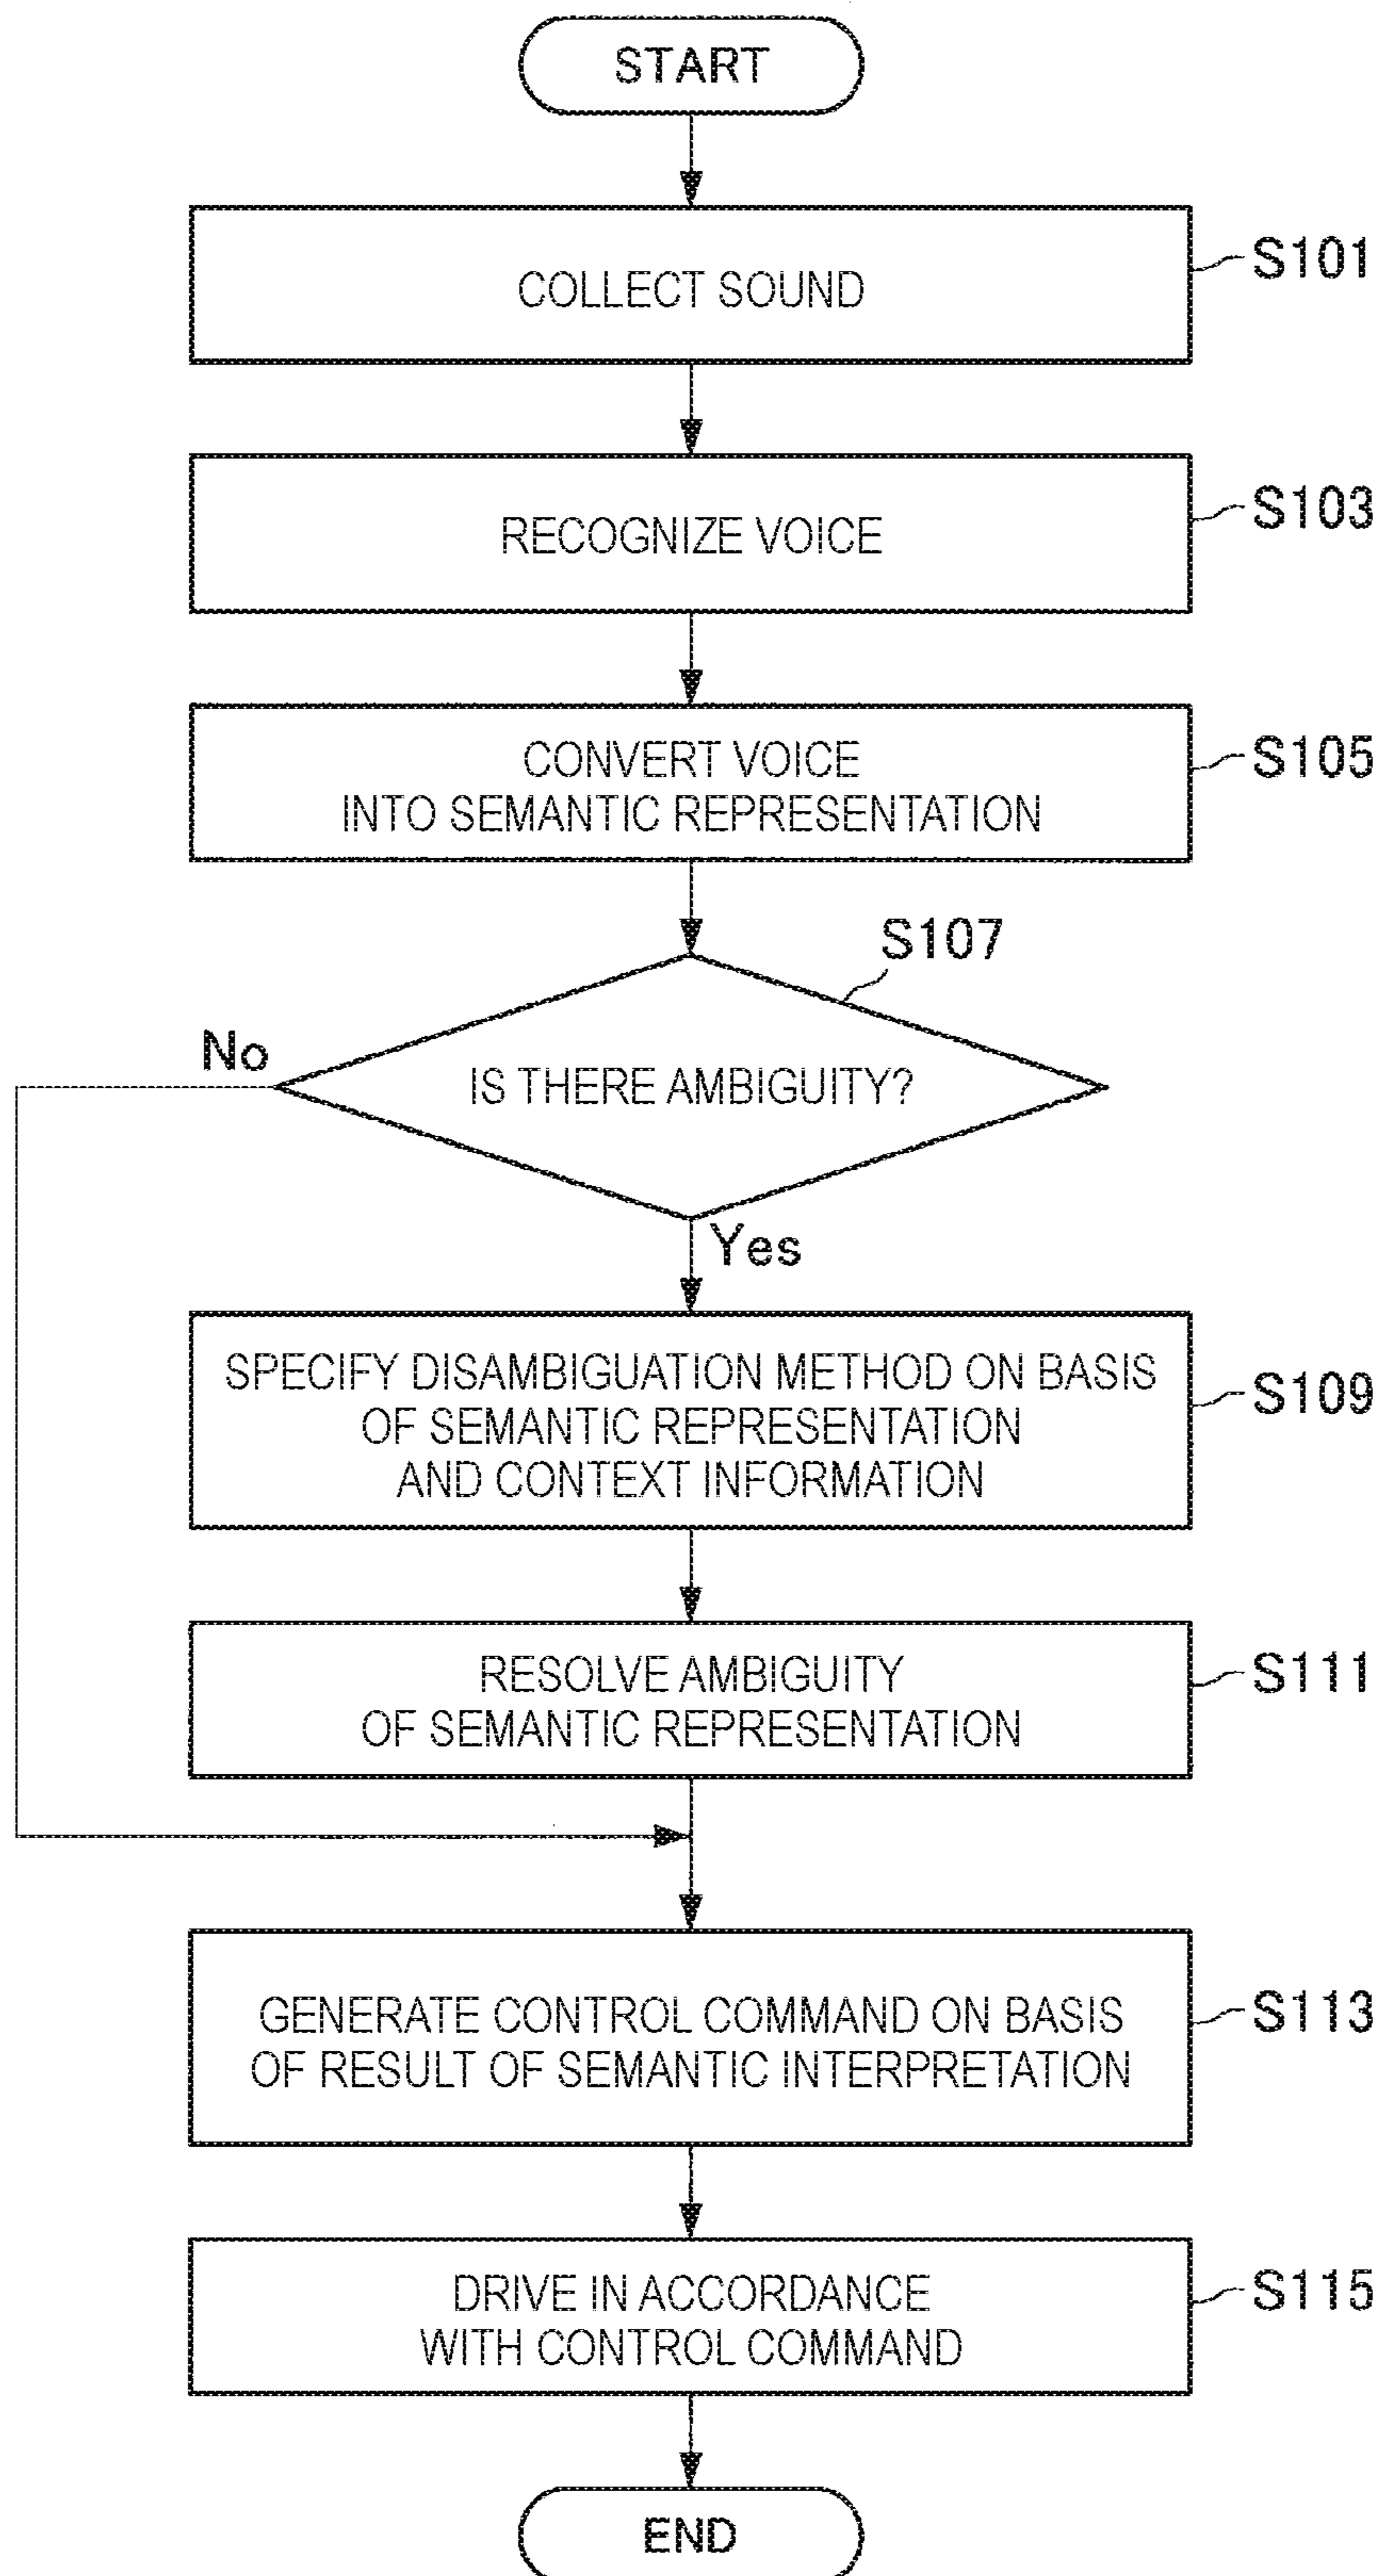 START
COLLECT SOUND
S101
RECOGNIZE VOICE
S103
CONVERT VOICE
INTO SEMANTIC REPRESENTATION
S105
S107
No
IS THERE AMBIGUITY?
Yes
SPECIFY DISAMBIGUATION METHOD ON BASIS
OF SEMANTIC REPRESENTATION
AND CONTEXT INFORMATION
S109
RESOLVE AMBIGUITY
OF SEMANTIC REPRESENTATION
S111
GENERATE CONTROL COMMAND ON BASIS
OF RESULT OF SEMANTIC INTERPRETATION
S113
DRIVE IN ACCORDANCE
WITH CONTROL COMMAND
S115
END